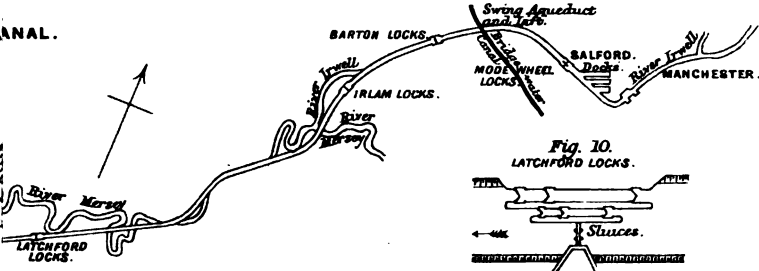 ANAL.
BARTON LOCKS.
Swing Aqueduct
and Lift.
Bridgewater
Canal
MODE WHEEL
LOCKS.
SALFORD.
Docks.
River Irwell
MANCHESTER.
River Irwell
IRLAM LOCKS.
River
Mersey
River Mersey
LATCHFORD
LOCKS.
Fig. 10.
LATCHFORD LOCKS.
Sluices.